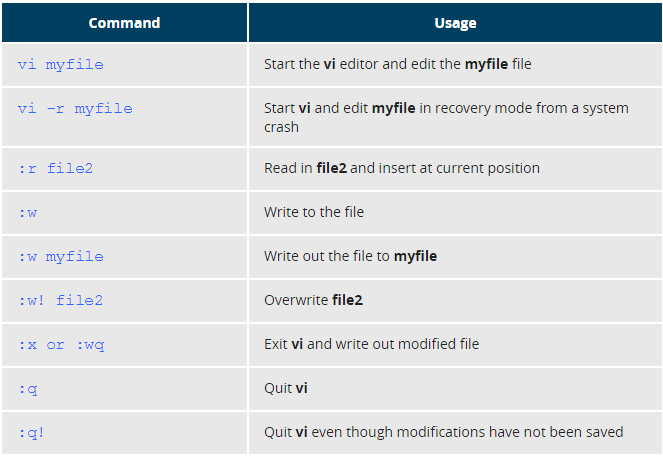 Command Usage
vi myfile Start the vi editor and edit the myfile file
vi -r myfile Start vi and edit myfile in recovery mode from a system
crash
:r file2 Read in file2 and insert at current position
:w Write to the file
:w myfile Write out the file to myfile
:w! file2 Overwrite file2
:x or :wq Exit vi and write out modified file
:q Quit vi
:q! Quit vi even though modifications have not been saved